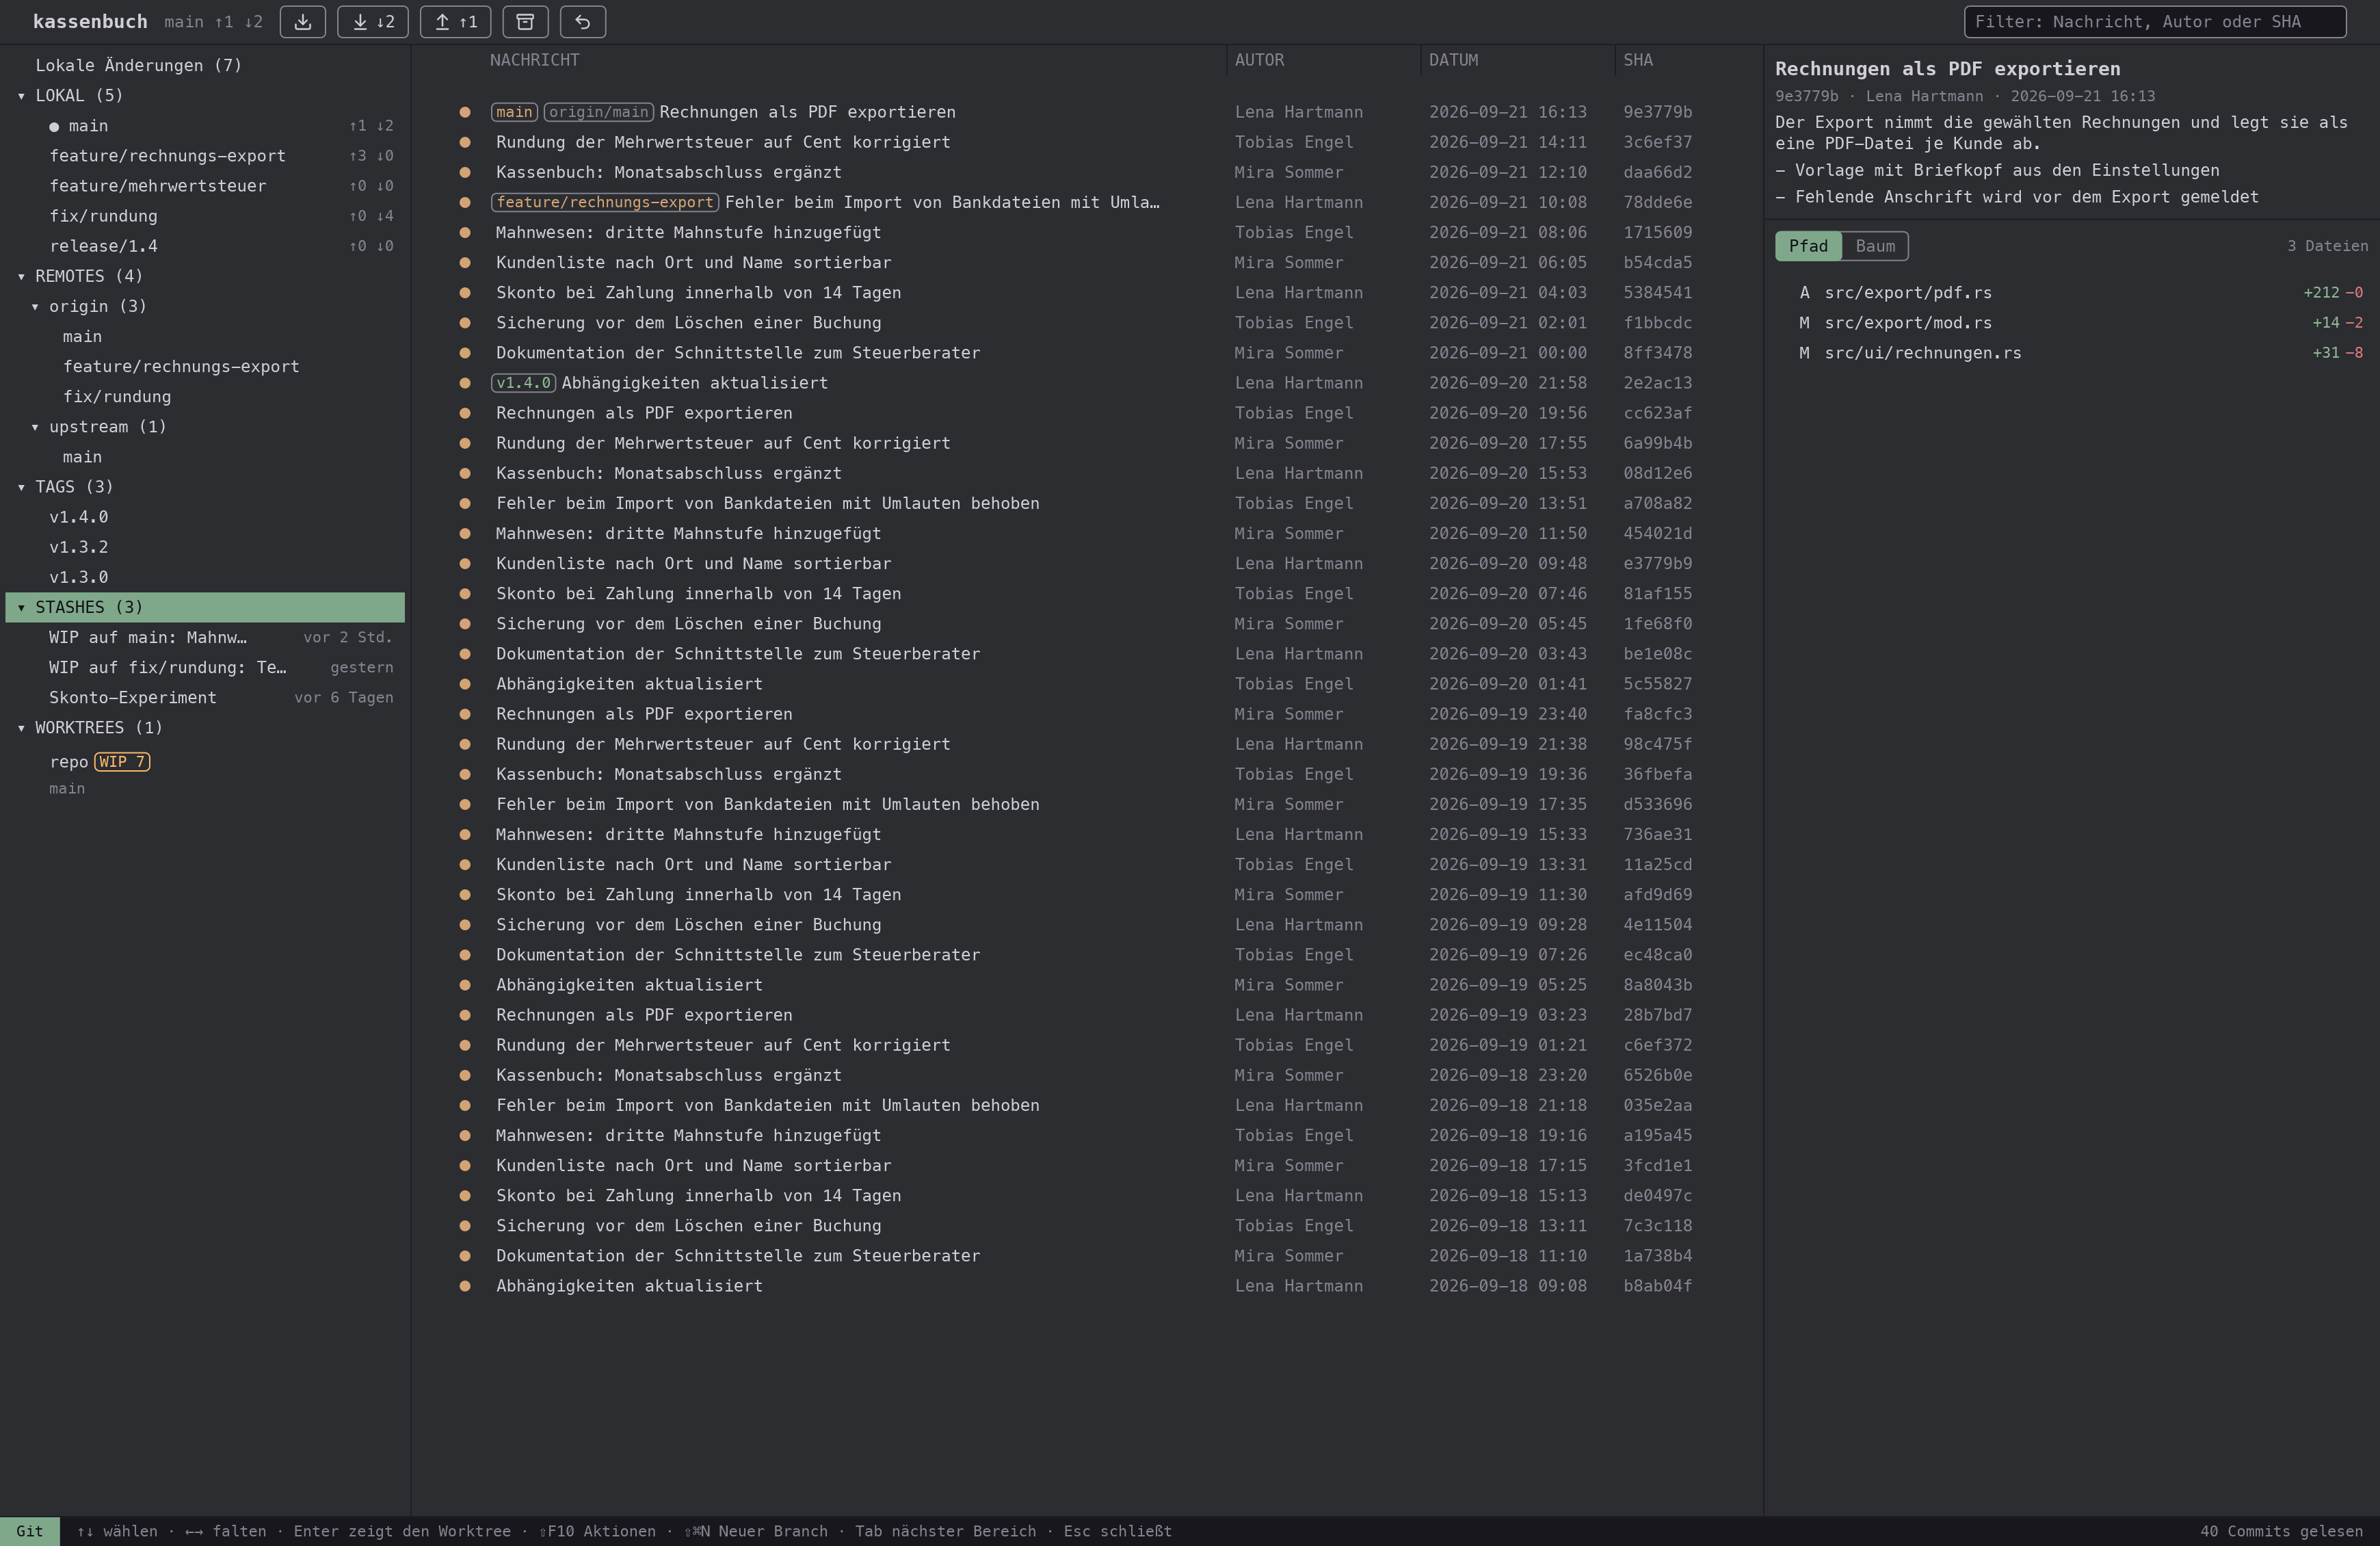 kassenbuch main ↑1 ↓2 ↓2 ↑1 Filter: Nachricht, Autor oder SHA
Lokale Änderungen (7)
▾ LOKAL (5)
● main ↑1 ↓2
feature/rechnungs-export ↑3 ↓0
feature/mehrwertsteuer ↑0 ↓0
fix/rundung ↑0 ↓4
release/1.4 ↑0 ↓0
▾ REMOTES (4)
▾ origin (3)
main
feature/rechnungs-export
fix/rundung
▾ upstream (1)
main
▾ TAGS (3)
v1.4.0
v1.3.2
v1.3.0
▾ STASHES (3)
WIP auf main: Mahnw… vor 2 Std.
WIP auf fix/rundung: Te… gestern
Skonto-Experiment vor 6 Tagen
▾ WORKTREES (1)
repo WIP 7
main
NACHRICHT AUTOR DATUM SHA
main origin/main Rechnungen als PDF exportieren Lena Hartmann 2026-09-21 16:13 9e3779b
Rundung der Mehrwertsteuer auf Cent korrigiert Tobias Engel 2026-09-21 14:11 3c6ef37
Kassenbuch: Monatsabschluss ergänzt Mira Sommer 2026-09-21 12:10 daa66d2
feature/rechnungs-export Fehler beim Import von Bankdateien mit Umla… Lena Hartmann 2026-09-21 10:08 78dde6e
Mahnwesen: dritte Mahnstufe hinzugefügt Tobias Engel 2026-09-21 08:06 1715609
Kundenliste nach Ort und Name sortierbar Mira Sommer 2026-09-21 06:05 b54cda5
Skonto bei Zahlung innerhalb von 14 Tagen Lena Hartmann 2026-09-21 04:03 5384541
Sicherung vor dem Löschen einer Buchung Tobias Engel 2026-09-21 02:01 f1bbcdc
Dokumentation der Schnittstelle zum Steuerberater Mira Sommer 2026-09-21 00:00 8ff3478
v1.4.0 Abhängigkeiten aktualisiert Lena Hartmann 2026-09-20 21:58 2e2ac13
Rechnungen als PDF exportieren Tobias Engel 2026-09-20 19:56 cc623af
Rundung der Mehrwertsteuer auf Cent korrigiert Mira Sommer 2026-09-20 17:55 6a99b4b
Kassenbuch: Monatsabschluss ergänzt Lena Hartmann 2026-09-20 15:53 08d12e6
Fehler beim Import von Bankdateien mit Umlauten behoben Tobias Engel 2026-09-20 13:51 a708a82
Mahnwesen: dritte Mahnstufe hinzugefügt Mira Sommer 2026-09-20 11:50 454021d
Kundenliste nach Ort und Name sortierbar Lena Hartmann 2026-09-20 09:48 e3779b9
Skonto bei Zahlung innerhalb von 14 Tagen Tobias Engel 2026-09-20 07:46 81af155
Sicherung vor dem Löschen einer Buchung Mira Sommer 2026-09-20 05:45 1fe68f0
Dokumentation der Schnittstelle zum Steuerberater Lena Hartmann 2026-09-20 03:43 be1e08c
Abhängigkeiten aktualisiert Tobias Engel 2026-09-20 01:41 5c55827
Rechnungen als PDF exportieren Mira Sommer 2026-09-19 23:40 fa8cfc3
Rundung der Mehrwertsteuer auf Cent korrigiert Lena Hartmann 2026-09-19 21:38 98c475f
Kassenbuch: Monatsabschluss ergänzt Tobias Engel 2026-09-19 19:36 36fbefa
Fehler beim Import von Bankdateien mit Umlauten behoben Mira Sommer 2026-09-19 17:35 d533696
Mahnwesen: dritte Mahnstufe hinzugefügt Lena Hartmann 2026-09-19 15:33 736ae31
Kundenliste nach Ort und Name sortierbar Tobias Engel 2026-09-19 13:31 11a25cd
Skonto bei Zahlung innerhalb von 14 Tagen Mira Sommer 2026-09-19 11:30 afd9d69
Sicherung vor dem Löschen einer Buchung Lena Hartmann 2026-09-19 09:28 4e11504
Dokumentation der Schnittstelle zum Steuerberater Tobias Engel 2026-09-19 07:26 ec48ca0
Abhängigkeiten aktualisiert Mira Sommer 2026-09-19 05:25 8a8043b
Rechnungen als PDF exportieren Lena Hartmann 2026-09-19 03:23 28b7bd7
Rundung der Mehrwertsteuer auf Cent korrigiert Tobias Engel 2026-09-19 01:21 c6ef372
Kassenbuch: Monatsabschluss ergänzt Mira Sommer 2026-09-18 23:20 6526b0e
Fehler beim Import von Bankdateien mit Umlauten behoben Lena Hartmann 2026-09-18 21:18 035e2aa
Mahnwesen: dritte Mahnstufe hinzugefügt Tobias Engel 2026-09-18 19:16 a195a45
Kundenliste nach Ort und Name sortierbar Mira Sommer 2026-09-18 17:15 3fcd1e1
Skonto bei Zahlung innerhalb von 14 Tagen Lena Hartmann 2026-09-18 15:13 de0497c
Sicherung vor dem Löschen einer Buchung Tobias Engel 2026-09-18 13:11 7c3c118
Dokumentation der Schnittstelle zum Steuerberater Mira Sommer 2026-09-18 11:10 1a738b4
Abhängigkeiten aktualisiert Lena Hartmann 2026-09-18 09:08 b8ab04f
Rechnungen als PDF exportieren
9e3779b · Lena Hartmann · 2026-09-21 16:13
Der Export nimmt die gewählten Rechnungen und legt sie als
eine PDF-Datei je Kunde ab.
- Vorlage mit Briefkopf aus den Einstellungen
- Fehlende Anschrift wird vor dem Export gemeldet
Pfad Baum 3 Dateien
A src/export/pdf.rs +212 -0
M src/export/mod.rs +14 -2
M src/ui/rechnungen.rs +31 -8
Git ↑↓ wählen · ←→ falten · Enter zeigt den Worktree · ⇧F10 Aktionen · ⇧⌘N Neuer Branch · Tab nächster Bereich · Esc schließt 40 Commits gelesen